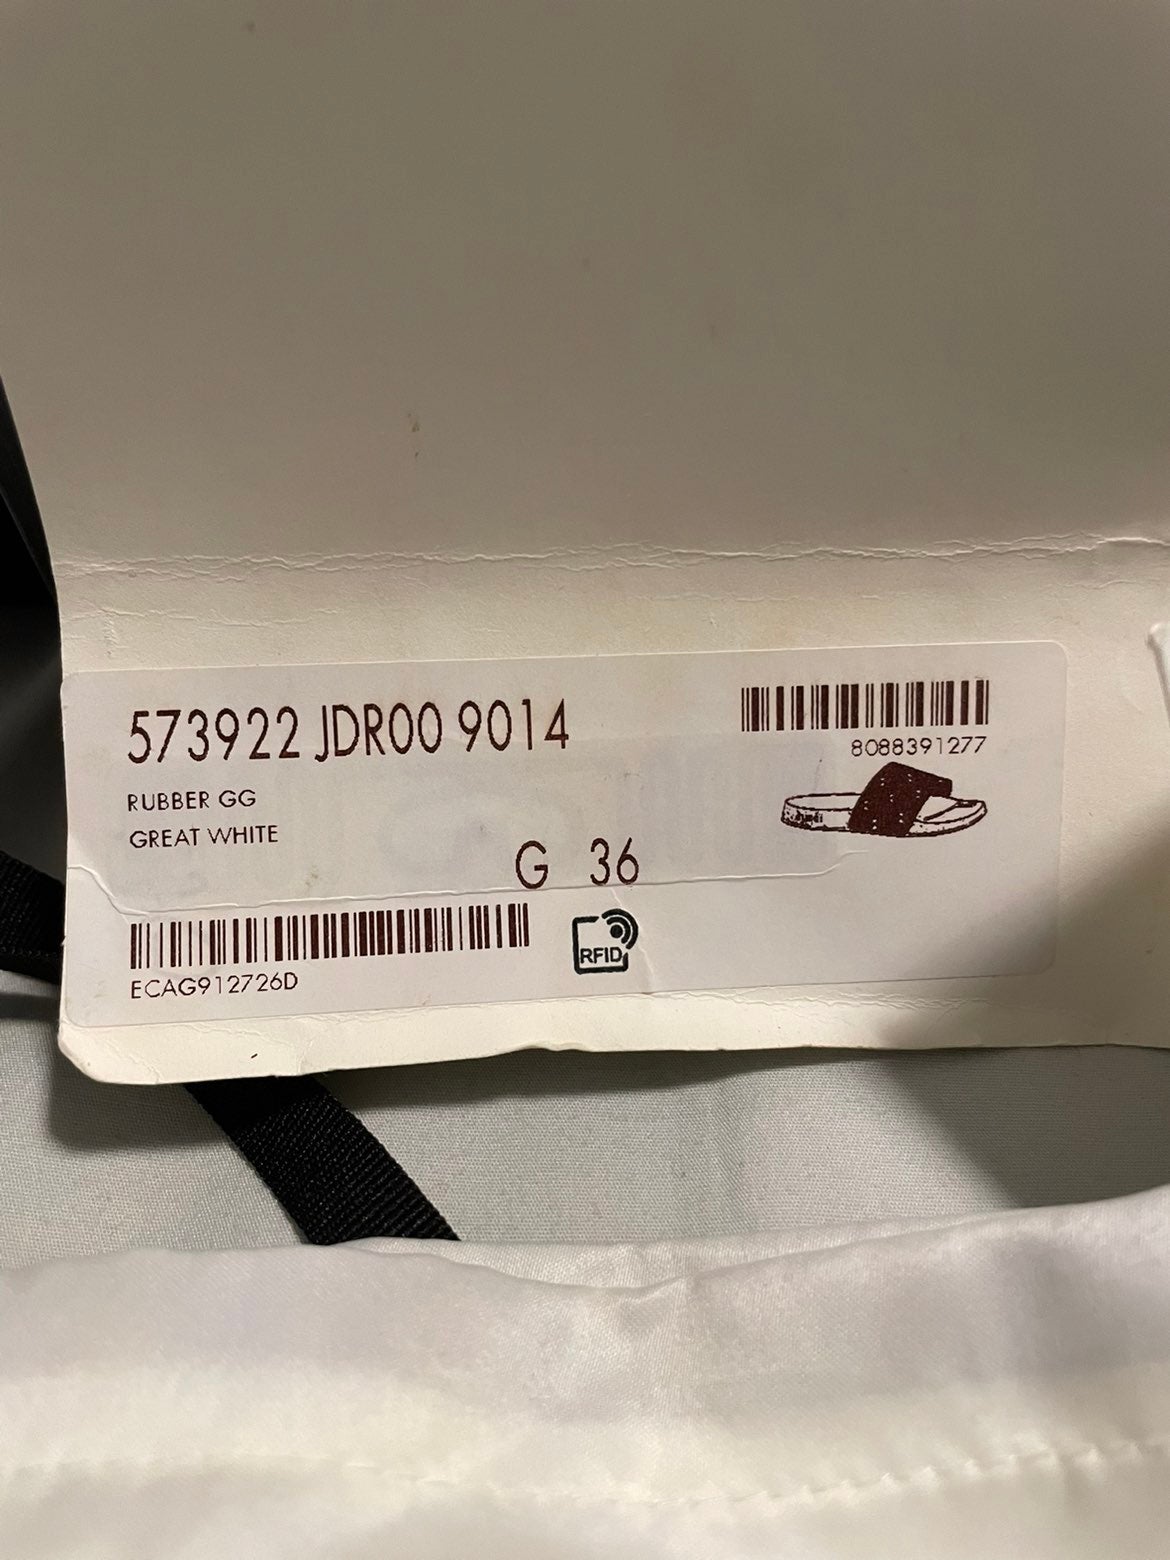 573922 JDR00 9014
8088391277
RUBBER GG
GREAT WHITE
G 36
RFID
ECAG912726D